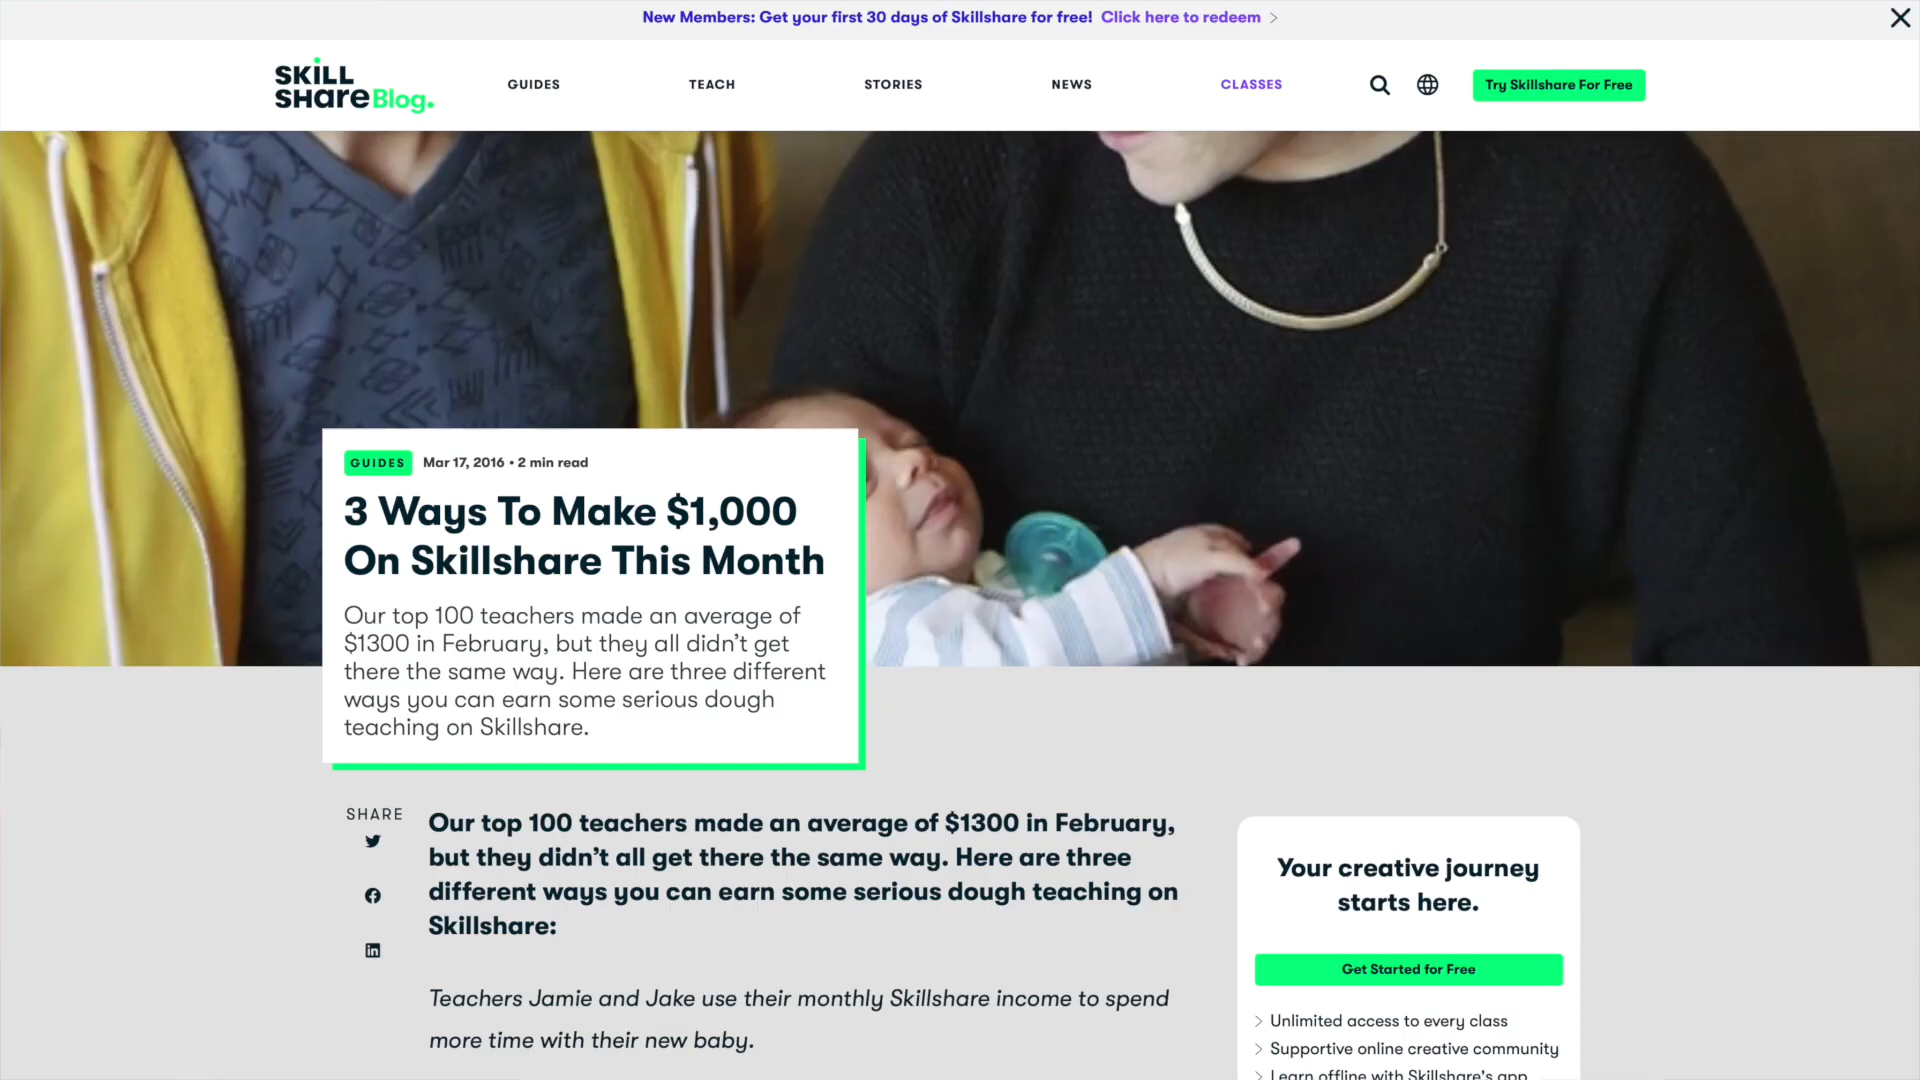 New Members: Get your first 30 days of Skillshare for free! Click here to redeem >
SKILL
SHare Blog.
GUIDES
TEACH
STORIES
NEWS
CLASSES
Try Skillshare For Free
GUIDES Mar 17, 2016 • 2 min read
3 Ways To Make $1,000
On Skillshare This Month
Our top 100 teachers made an average of
$1300 in February, but they all didn’t get
there the same way. Here are three different
ways you can earn some serious dough
teaching on Skillshare.
SHARE
Our top 100 teachers made an average of $1300 in February,
but they didn’t all get there the same way. Here are three
different ways you can earn some serious dough teaching on
Skillshare:
Teachers Jamie and Jake use their monthly Skillshare income to spend
more time with their new baby.
Your creative journey
starts here.
Get Started for Free
> Unlimited access to every class
> Supportive online creative community
> Learn offline with Skillshare's app